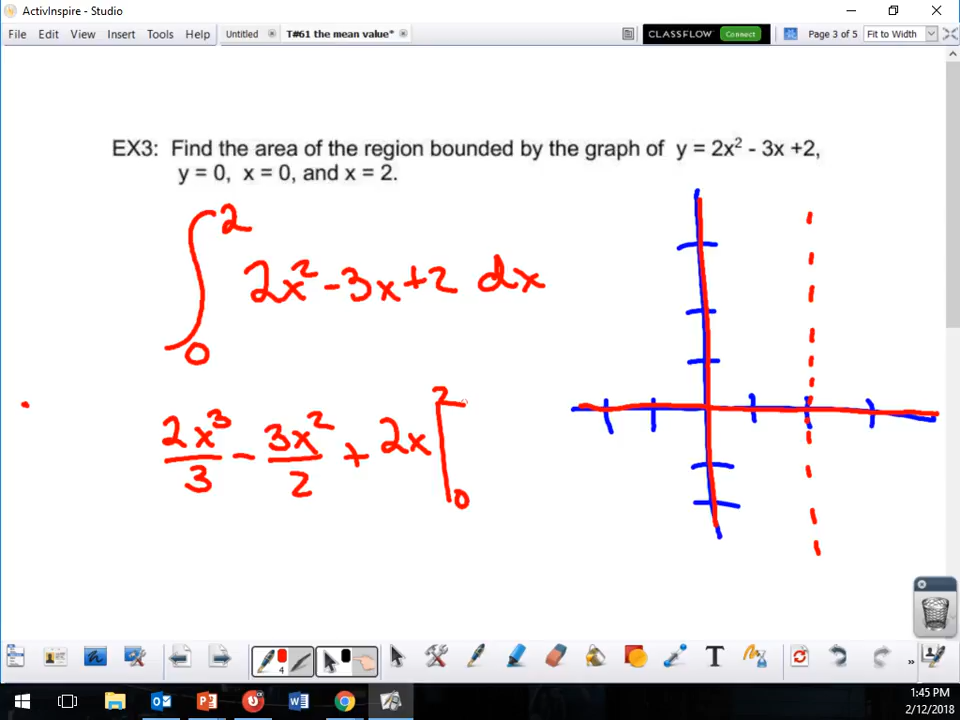 ActivInspire - Studio
File Edit View Insert Tools Help Untitled T#61 the mean value* CLASSFLOW Connect Page 3 of 5 Fit to Width
EX3: Find the area of the region bounded by the graph of y = 2x² - 3x +2,
y = 0, x = 0, and x = 2.
∫₀² 2x² - 3x + 2 dx
2x³/3 - 3x²/2 + 2x |₀²
4
T
1:45 PM
2/12/2018